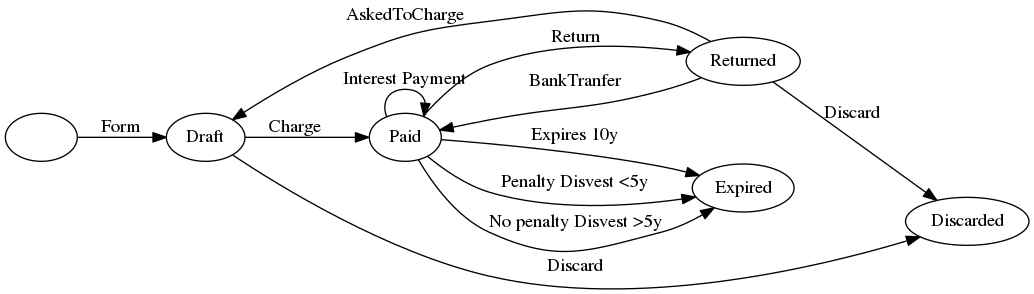 AskedToCharge
Return
Returned
Interest Payment
BankTranfer
Discard
Form
Draft
Charge
Paid
Expires 10y
Penalty Disvest <5y
Expired
No penalty Disvest >5y
Discarded
Discard